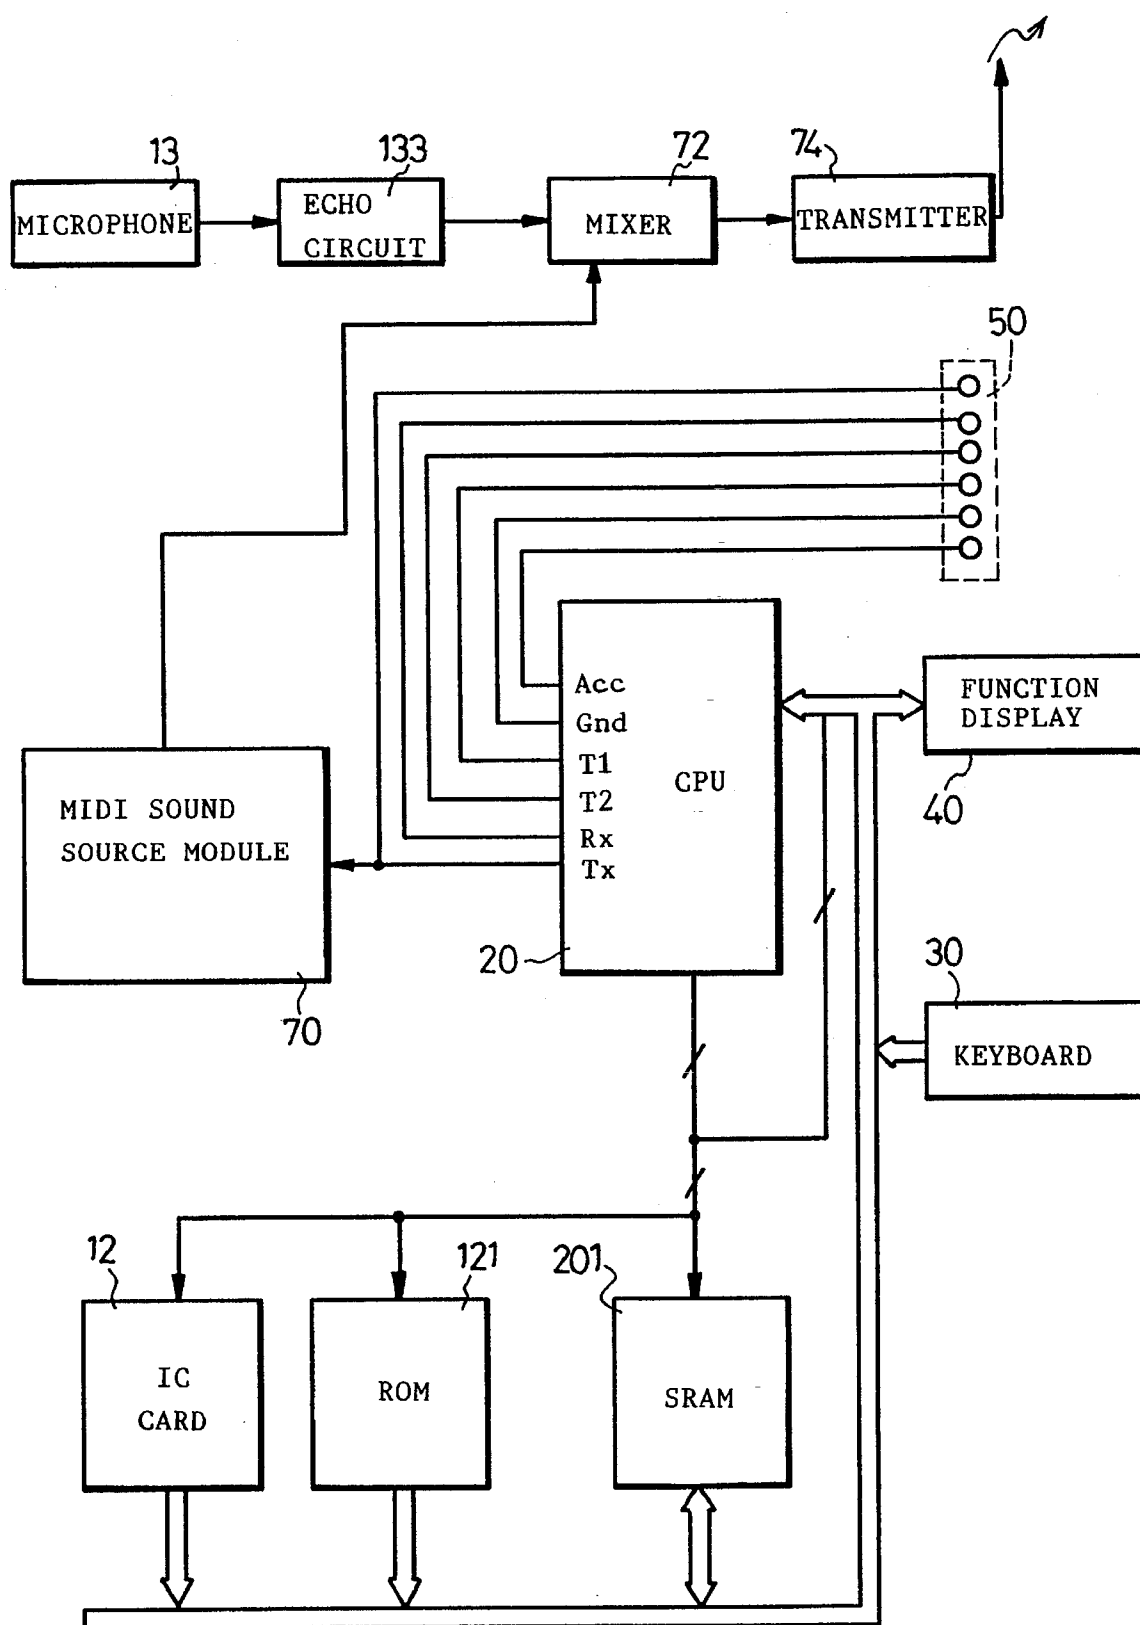 13
133
72
74
MICROPHONE
ECHO
CIRCUIT
MIXER
TRANSMITTER
50
Acc
Gnd
T1
T2
Rx
Tx
CPU
20
FUNCTION
DISPLAY
40
MIDI SOUND
SOURCE MODULE
70
30
KEYBOARD
12
121
201
IC
CARD
ROM
SRAM